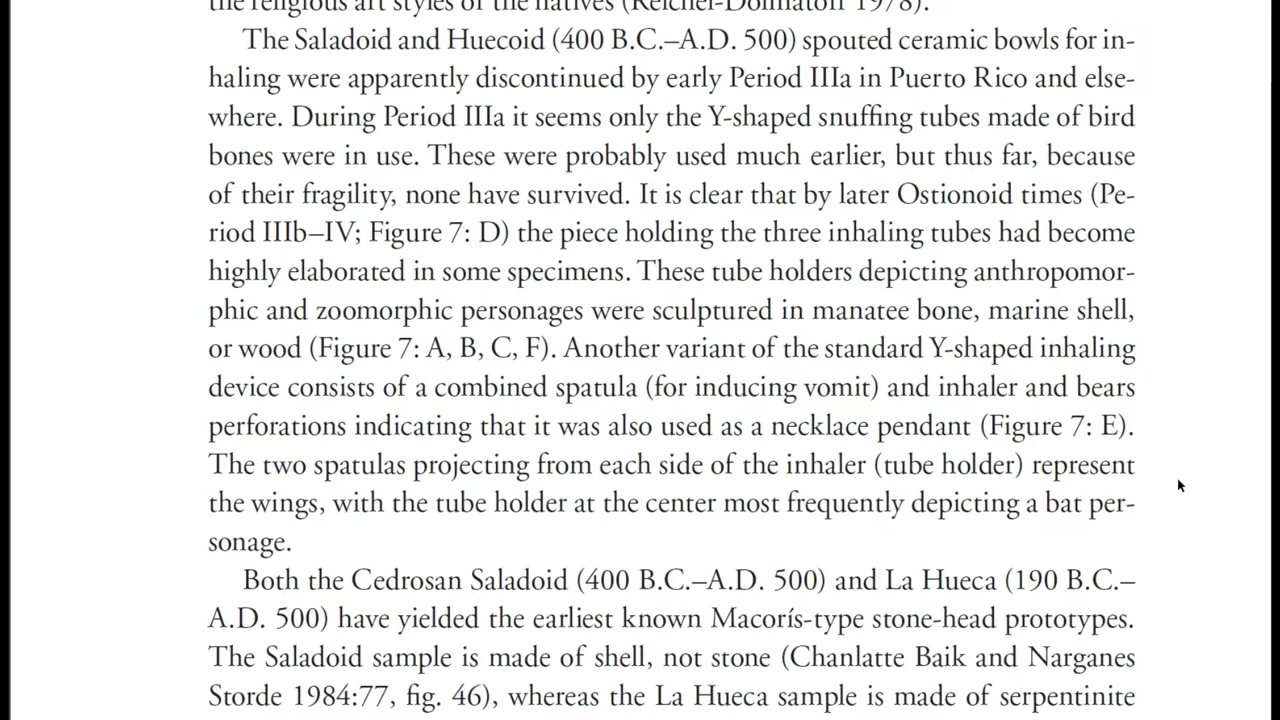 the religious art styles of the natives (Reichel-Dolmatoff 1978).
The Saladoid and Huecoid (400 B.C.–A.D. 500) spouted ceramic bowls for in-
haling were apparently discontinued by early Period IIIa in Puerto Rico and else-
where. During Period IIIa it seems only the Y-shaped snuffing tubes made of bird
bones were in use. These were probably used much earlier, but thus far, because
of their fragility, none have survived. It is clear that by later Ostionoid times (Pe-
riod IIIb–IV; Figure 7: D) the piece holding the three inhaling tubes had become
highly elaborated in some specimens. These tube holders depicting anthropomor-
phic and zoomorphic personages were sculptured in manatee bone, marine shell,
or wood (Figure 7: A, B, C, F). Another variant of the standard Y-shaped inhaling
device consists of a combined spatula (for inducing vomit) and inhaler and bears
perforations indicating that it was also used as a necklace pendant (Figure 7: E).
The two spatulas projecting from each side of the inhaler (tube holder) represent
the wings, with the tube holder at the center most frequently depicting a bat per-
sonage.
Both the Cedrosan Saladoid (400 B.C.–A.D. 500) and La Hueca (190 B.C.–
A.D. 500) have yielded the earliest known Macorís-type stone-head prototypes.
The Saladoid sample is made of shell, not stone (Chanlatte Baik and Narganes
Storde 1984:77, fig. 46), whereas the La Hueca sample is made of serpentinite